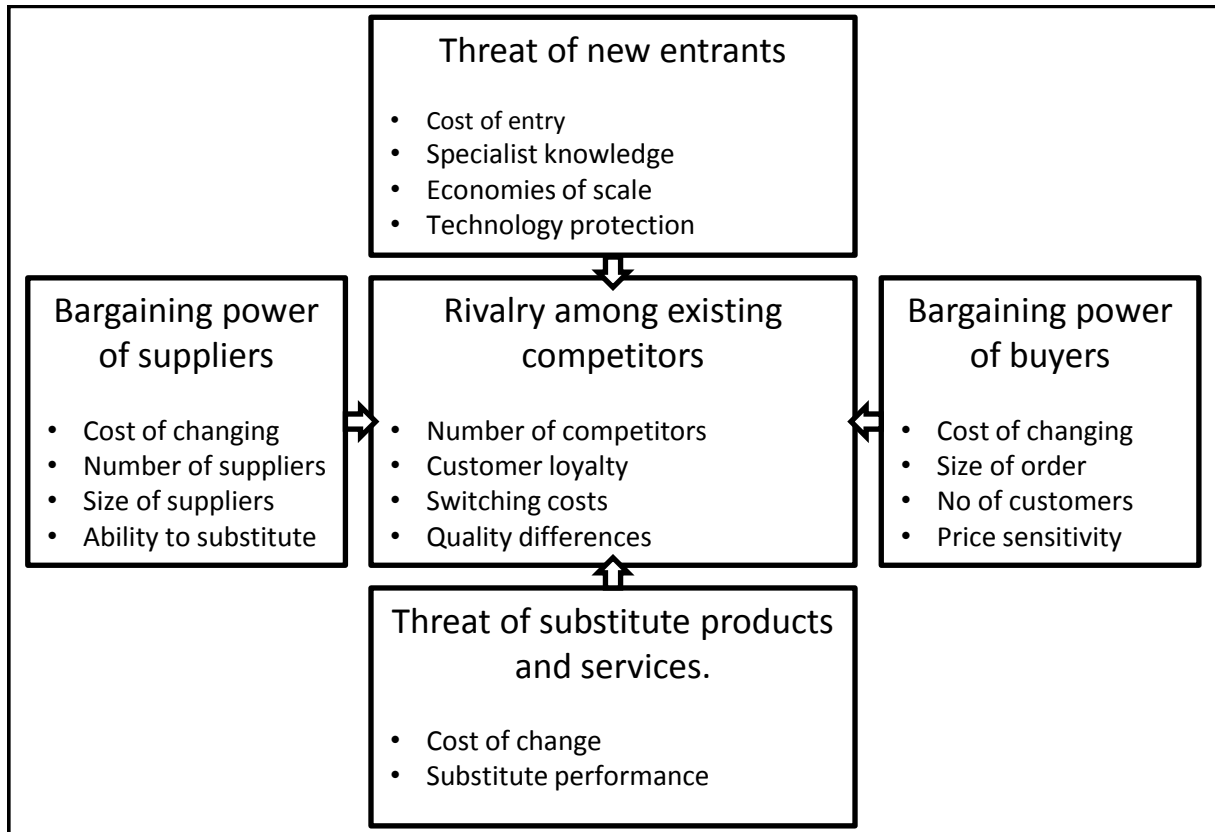 Threat of new entrants
• Cost of entry
• Specialist knowledge
• Economies of scale
• Technology protection
Bargaining power
of suppliers
• Cost of changing
• Number of suppliers
• Size of suppliers
• Ability to substitute
Rivalry among existing
competitors
• Number of competitors
• Customer loyalty
• Switching costs
• Quality differences
Bargaining power
of buyers
• Cost of changing
• Size of order
• No of customers
• Price sensitivity
Threat of substitute products
and services.
• Cost of change
• Substitute performance